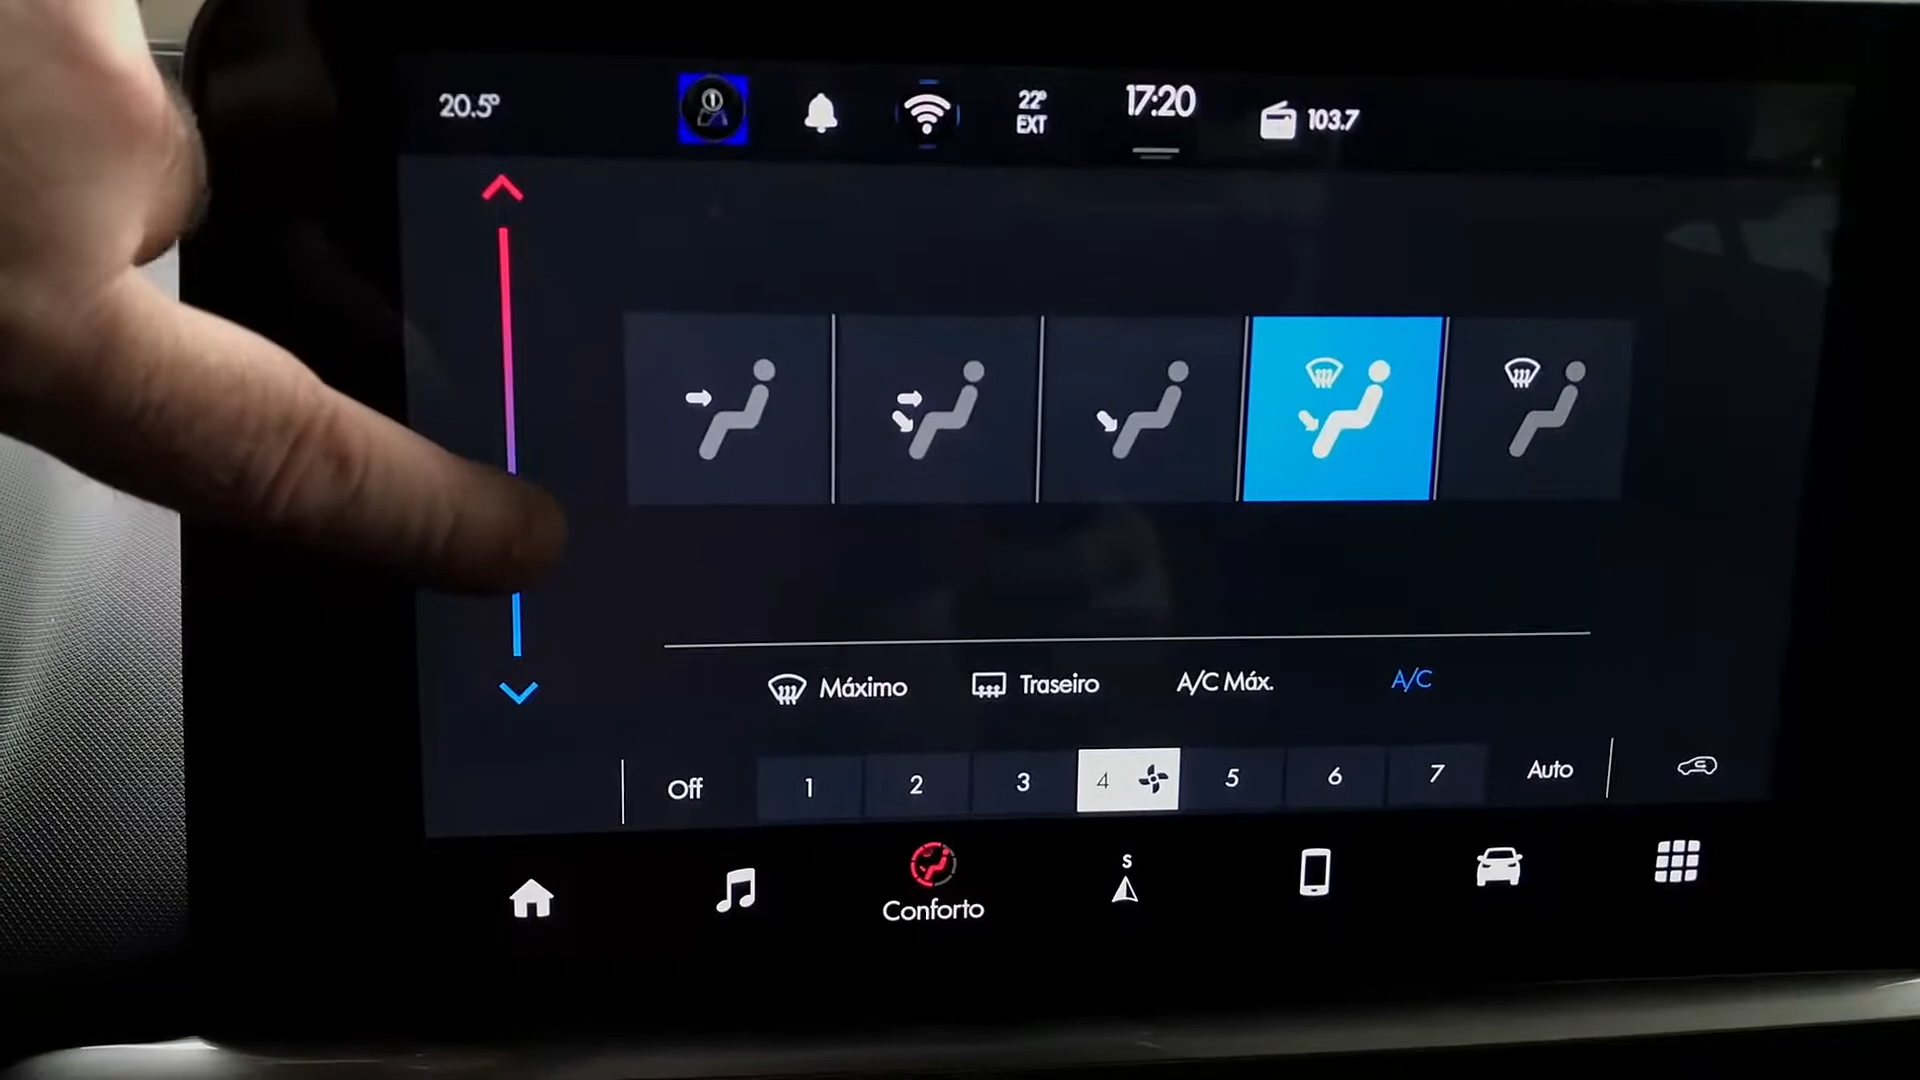 20.5°
1
22°
EXT
17:20
103.7
Máximo
Traseiro
A/C Máx.
A/C
Off
1
2
3
4
5
6
7
Auto
Conforto
S